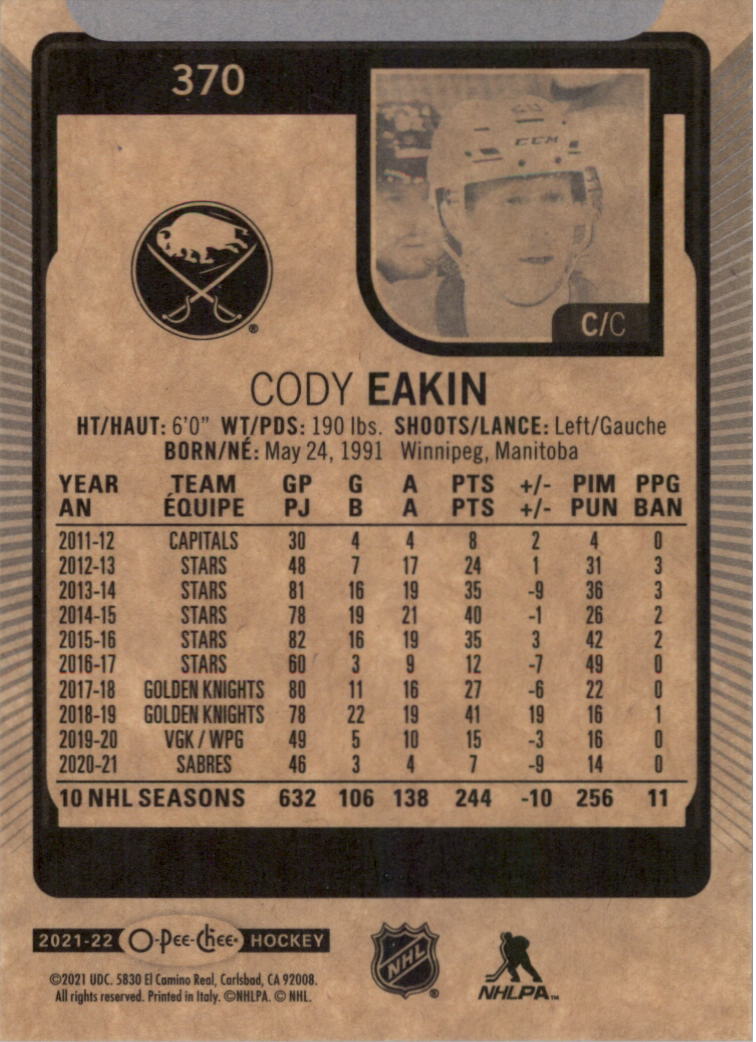 370
CCM
C/C
CODY EAKIN
HT/HAUT: 6'0" WT/PDS: 190 lbs. SHOOTS/LANCE: Left/Gauche
BORN/NÉ: May 24, 1991 Winnipeg, Manitoba
YEAR TEAM GP G A PTS +/- PIM PPG
AN ÉQUIPE PJ B A PTS +/- PUN BAN
2011-12 CAPITALS 30 4 4 8 2 4 0
2012-13 STARS 48 7 17 24 1 31 3
2013-14 STARS 81 16 19 35 -9 36 3
2014-15 STARS 78 19 21 40 -1 26 2
2015-16 STARS 82 16 19 35 3 42 2
2016-17 STARS 60 3 9 12 -7 49 0
2017-18 GOLDEN KNIGHTS 80 11 16 27 -6 22 0
2018-19 GOLDEN KNIGHTS 78 22 19 41 19 16 1
2019-20 VGK / WPG 49 5 10 15 -3 16 0
2020-21 SABRES 46 3 4 7 -9 14 0
10 NHL SEASONS 632 106 138 244 -10 256 11
2021-22 O-Pee-Chee HOCKEY
NHL
NHLPA™
©2021 UDC. 5830 El Camino Real, Carlsbad, CA 92008.
All rights reserved. Printed in Italy. ©NHLPA. © NHL.